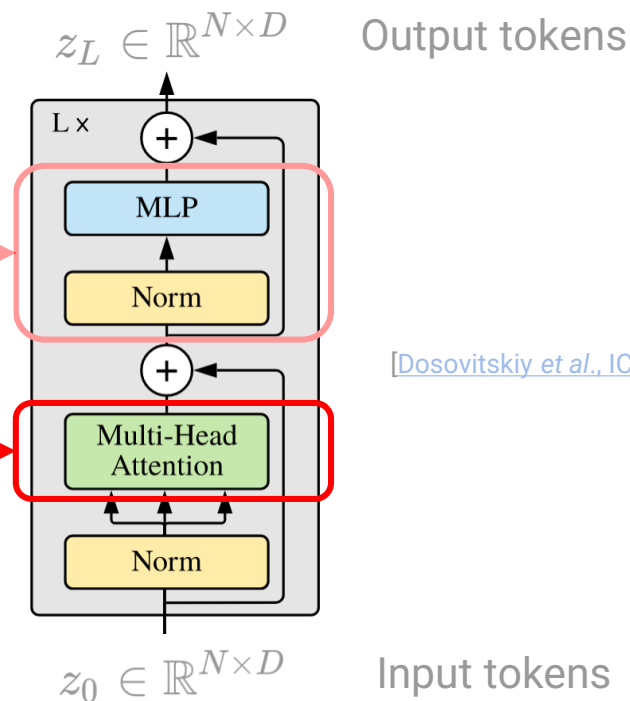 z_L ∈ ℝ^{N×D} Output tokens
L ×
+
MLP
Norm
+
[Dosovitskiy et al., IC
Multi-Head
Attention
Norm
z_0 ∈ ℝ^{N×D} Input tokens